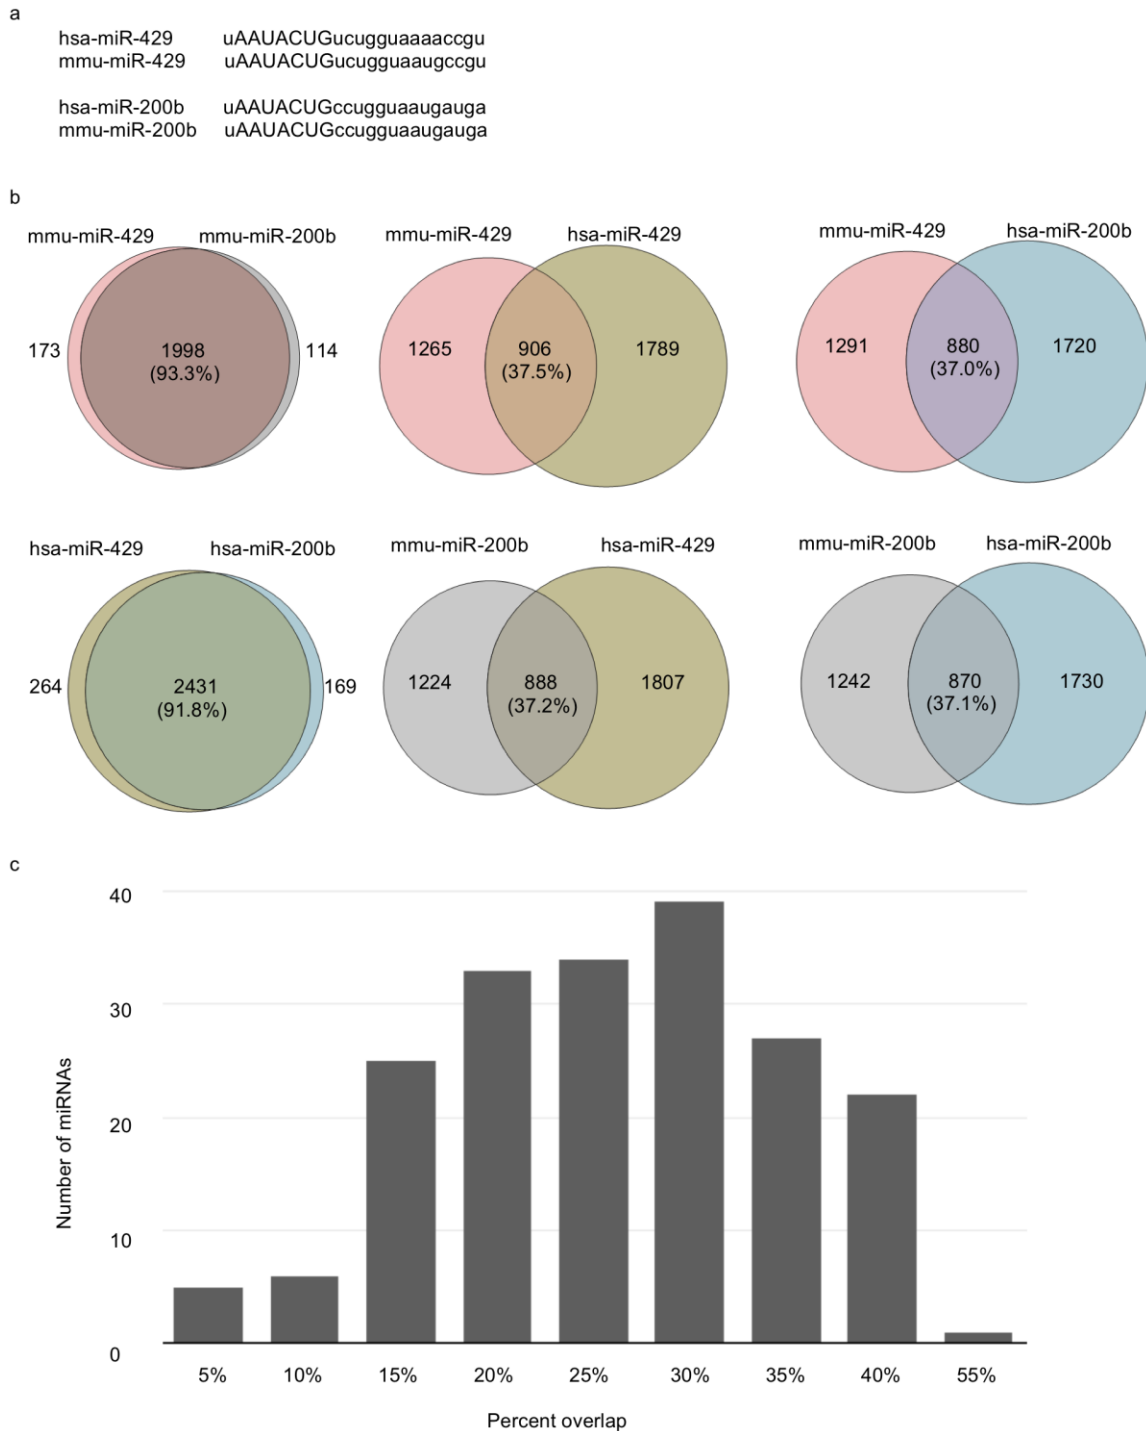 a
hsa-miR-429 uAAUACUGucugguaaaaccgu
mmu-miR-429 uAAUACUGucugguaaugccgu
hsa-miR-200b uAAUACUGccugguaaugauga
mmu-miR-200b uAAUACUGccugguaaugauga
b
mmu-miR-429 mmu-miR-200b
173 1998 114
(93.3%)
mmu-miR-429 hsa-miR-429
1265 906 1789
(37.5%)
mmu-miR-429 hsa-miR-200b
1291 880 1720
(37.0%)
hsa-miR-429 hsa-miR-200b
264 2431 169
(91.8%)
mmu-miR-200b hsa-miR-429
1224 888 1807
(37.2%)
mmu-miR-200b hsa-miR-200b
1242 870 1730
(37.1%)
c
40
30
20
10
0
Number of miRNAs
5% 10% 15% 20% 25% 30% 35% 40% 55%
Percent overlap